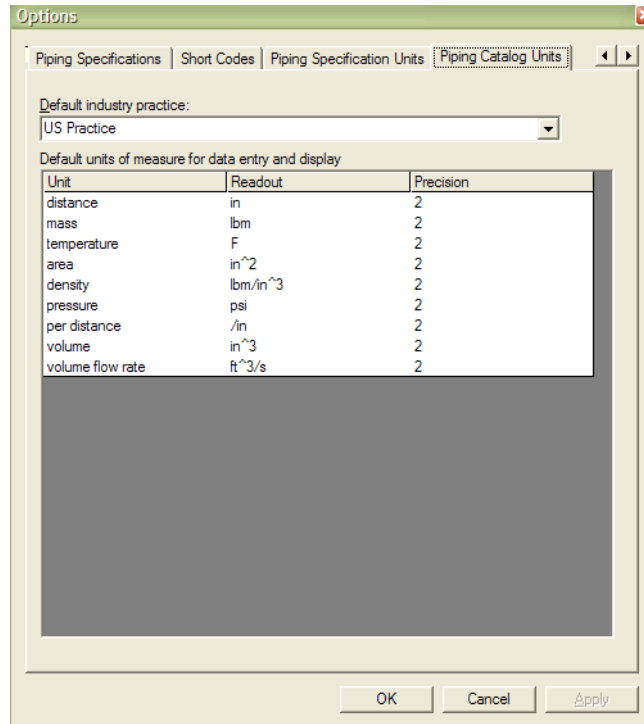 Options
Piping Specifications Short Codes Piping Specification Units Piping Catalog Units
Default industry practice:
US Practice
Default units of measure for data entry and display
Unit Readout Precision
distance in 2
mass lbm 2
temperature F 2
area in^2 2
density lbm/in^3 2
pressure psi 2
per distance /in 2
volume in^3 2
volume flow rate ft^3/s 2
OK Cancel Apply